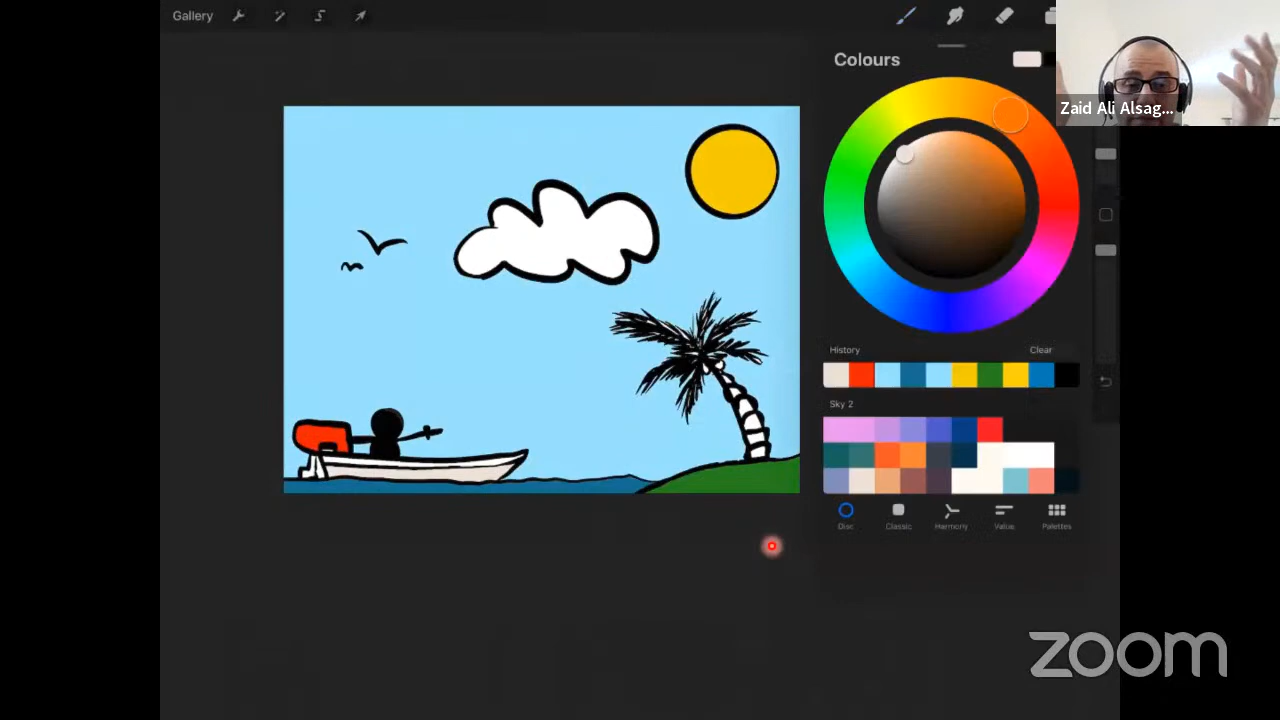 Gallery
Colours
Zaid Ali Alsag...
History
Clear
Sky 2
Disc
Classic
Harmony
Value
Palettes
zoom